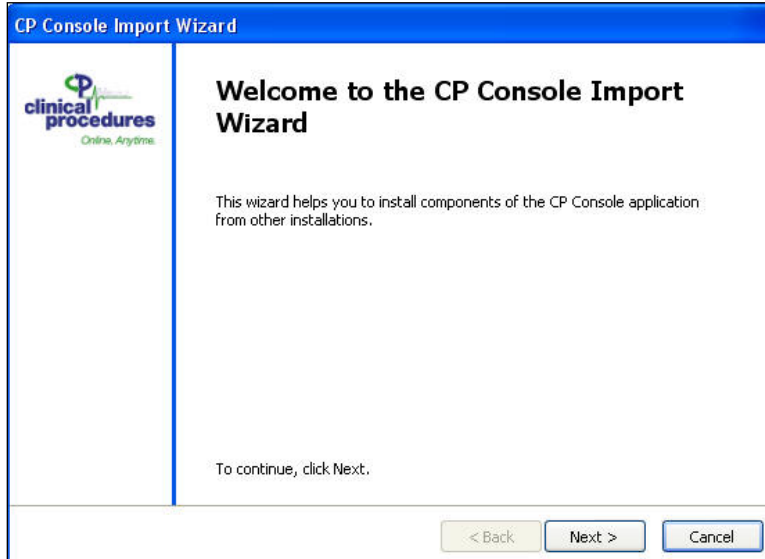 CP Console Import Wizard
CP
clinical
procedures
Online. Anytime.
Welcome to the CP Console Import
Wizard
This wizard helps you to install components of the CP Console application
from other installations.
To continue, click Next.
< Back
Next >
Cancel